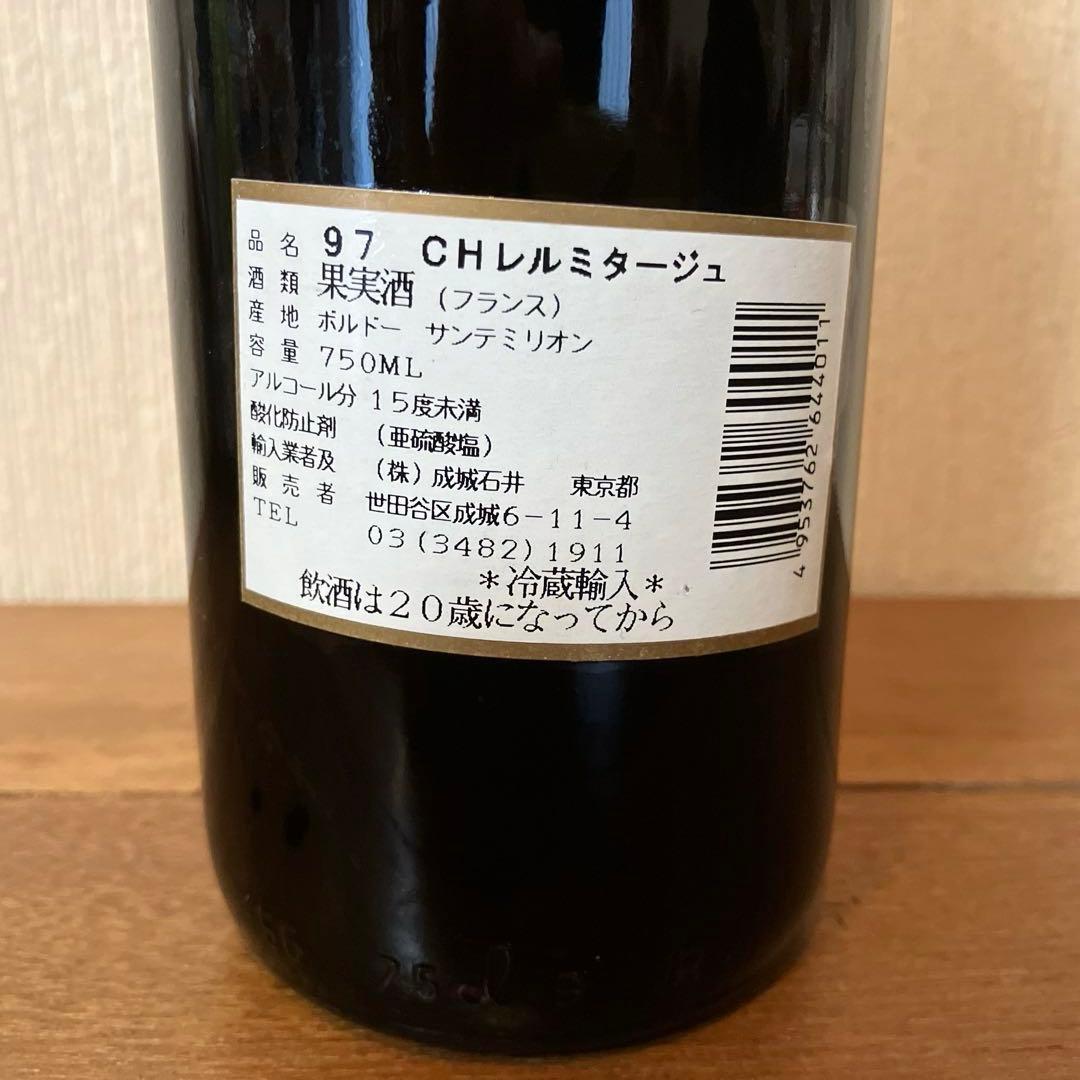 品名 97 CHレルミタージュ
酒類 果実酒 (フランス)
産地 ボルドー サンテミリオン
容量 750ML
アルコール分 15度未満
酸化防止剤 (亜硫酸塩)
輸入業者及 (株)成城石井 東京都
販売者 世田谷区成城6-11-4
TEL 03(3482)1911
*冷蔵輸入*
飲酒は20歳になってから
4953762644011
75cl